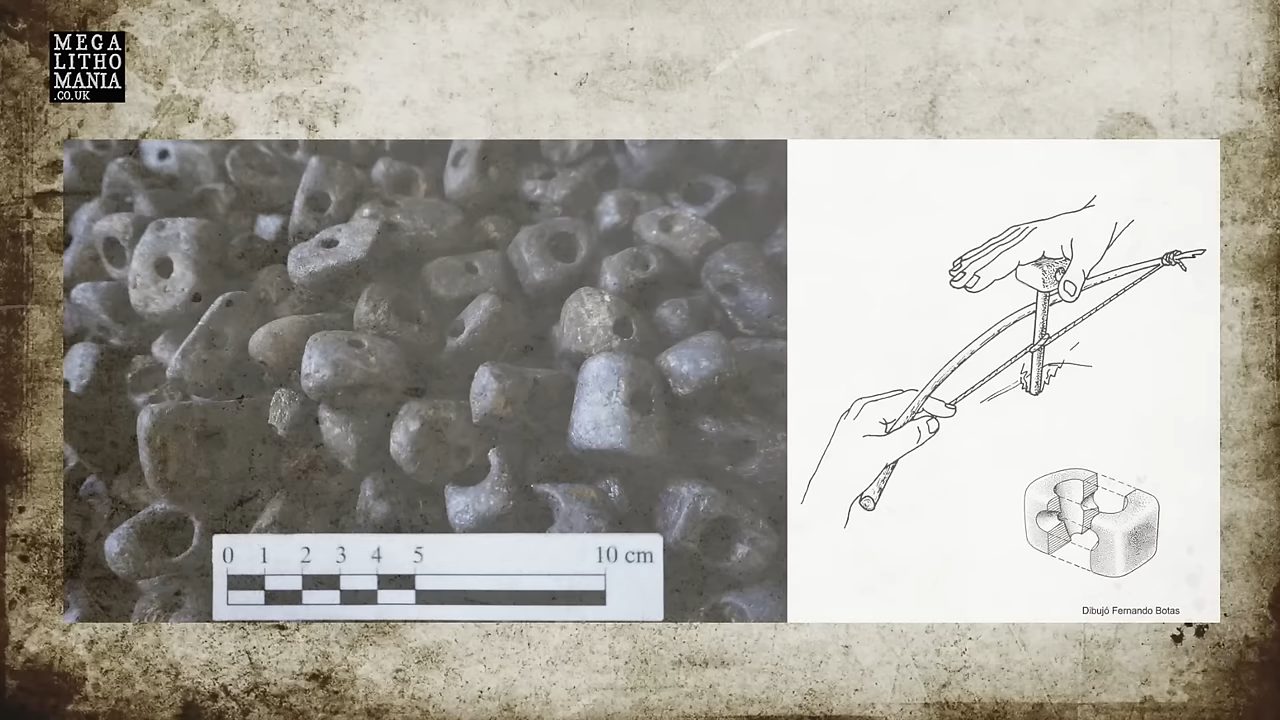 MEGA
LITHO
MANIA
.CO.UK
0 1 2 3 4 5 10 cm
Dibujó Fernando Botas